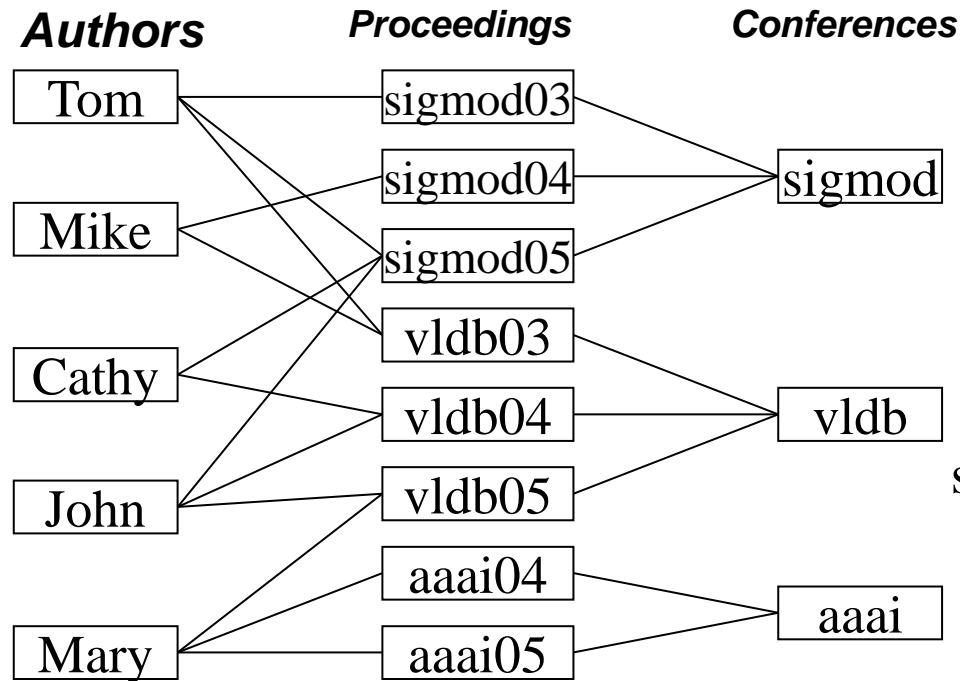 Authors
Proceedings
Conferences
Tom
Mike
Cathy
John
Mary
sigmod03
sigmod04
sigmod05
vldb03
vldb04
vldb05
aaai04
aaai05
sigmod
vldb
aaai
s